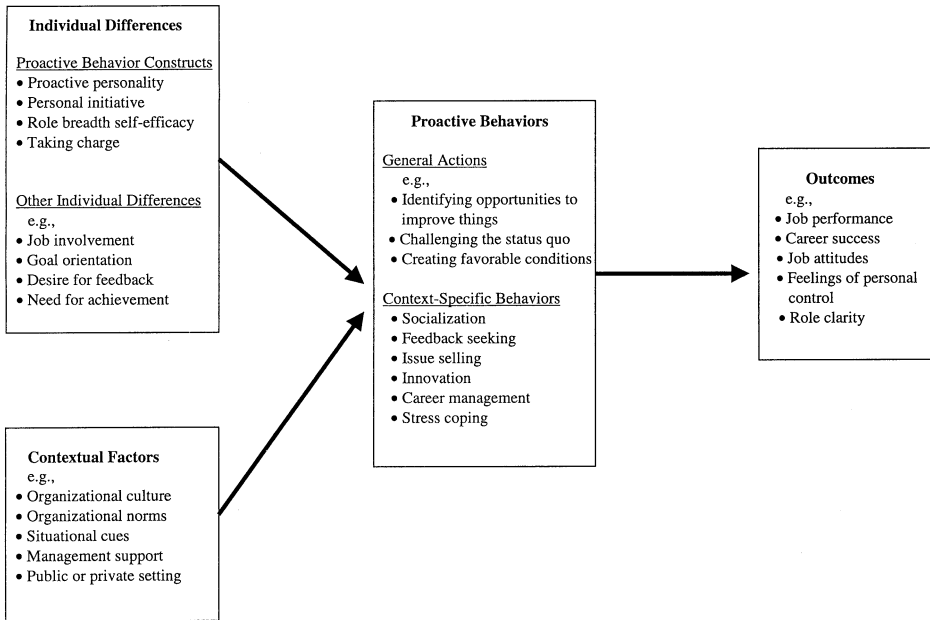 Individual Differences
Proactive Behavior Constructs
• Proactive personality
• Personal initiative
• Role breadth self-efficacy
• Taking charge
Other Individual Differences
e.g.,
• Job involvement
• Goal orientation
• Desire for feedback
• Need for achievement
Contextual Factors
e.g.,
• Organizational culture
• Organizational norms
• Situational cues
• Management support
• Public or private setting
Proactive Behaviors
General Actions
e.g.,
• Identifying opportunities to
improve things
• Challenging the status quo
• Creating favorable conditions
Context-Specific Behaviors
• Socialization
• Feedback seeking
• Issue selling
• Innovation
• Career management
• Stress coping
Outcomes
e.g.,
• Job performance
• Career success
• Job attitudes
• Feelings of personal
control
• Role clarity